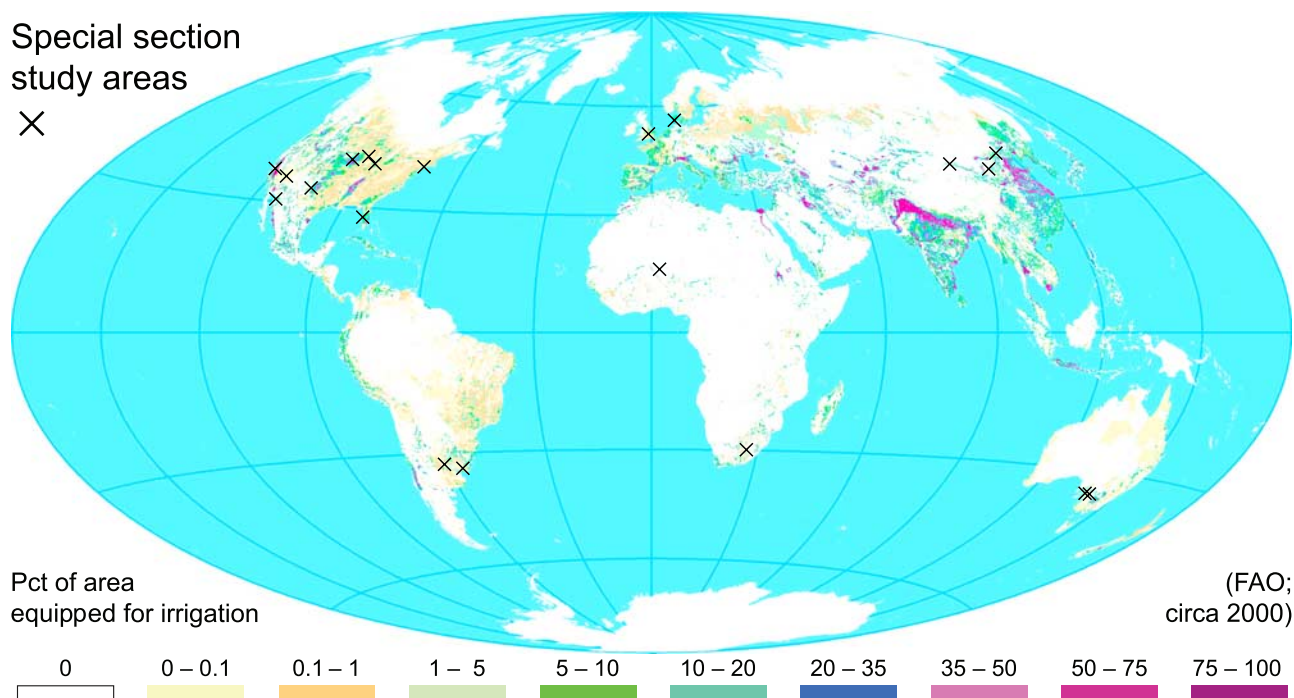 Special section
study areas
Pct of area
equipped for irrigation
(FAO;
circa 2000)
0 0 – 0.1 0.1 – 1 1 – 5 5 – 10 10 – 20 20 – 35 35 – 50 50 – 75 75 – 100